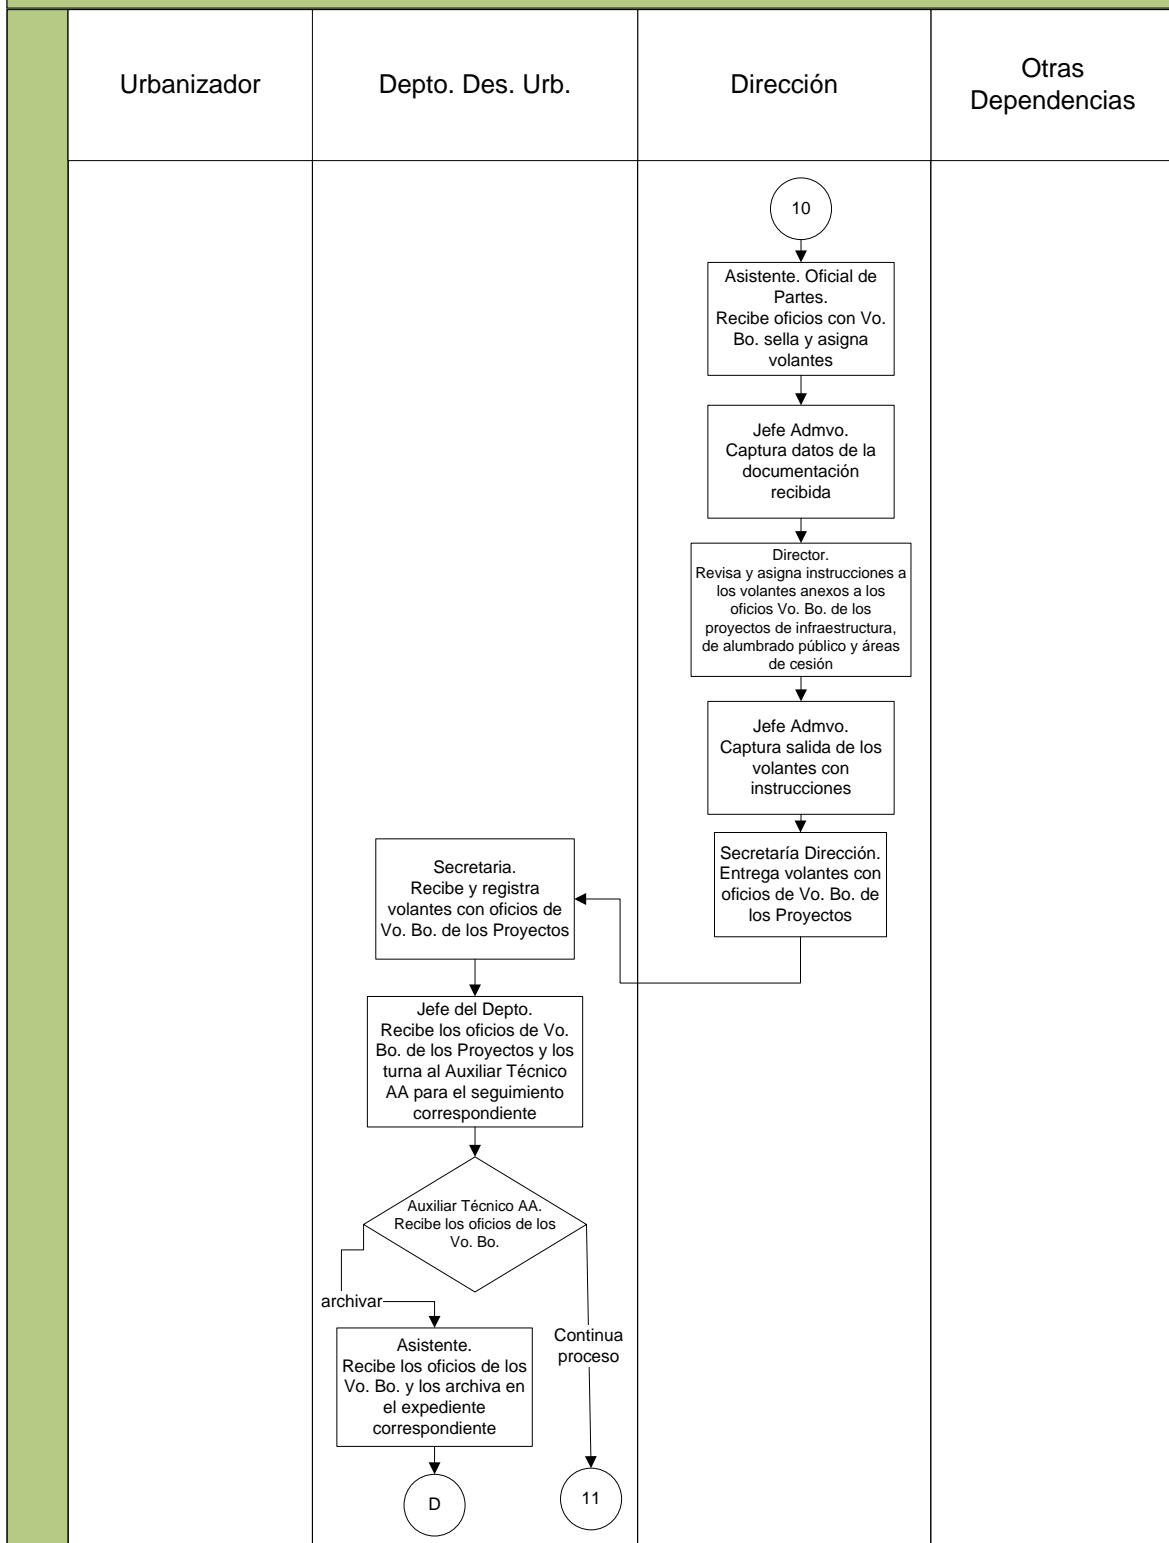 Urbanizador
Depto. Des. Urb.
Dirección
Otras
Dependencias
10
Asistente. Oficial de
Partes.
Recibe oficios con Vo.
Bo. sella y asigna
volantes
Jefe Admvo.
Captura datos de la
documentación
recibida
Director.
Revisa y asigna instrucciones a
los volantes anexos a los
oficios Vo. Bo. de los
proyectos de infraestructura,
de alumbrado público y áreas
de cesión
Jefe Admvo.
Captura salida de los
volantes con
instrucciones
Secretaría Dirección.
Entrega volantes con
oficios de Vo. Bo. de
los Proyectos
Secretaria.
Recibe y registra
volantes con oficios de
Vo. Bo. de los Proyectos
Jefe del Depto.
Recibe los oficios de Vo.
Bo. de los Proyectos y los
turna al Auxiliar Técnico
AA para el seguimiento
correspondiente
Auxiliar Técnico AA.
Recibe los oficios de los
Vo. Bo.
archivar
Asistente.
Recibe los oficios de los
Vo. Bo. y los archiva en
el expediente
correspondiente
Continua
proceso
D
11